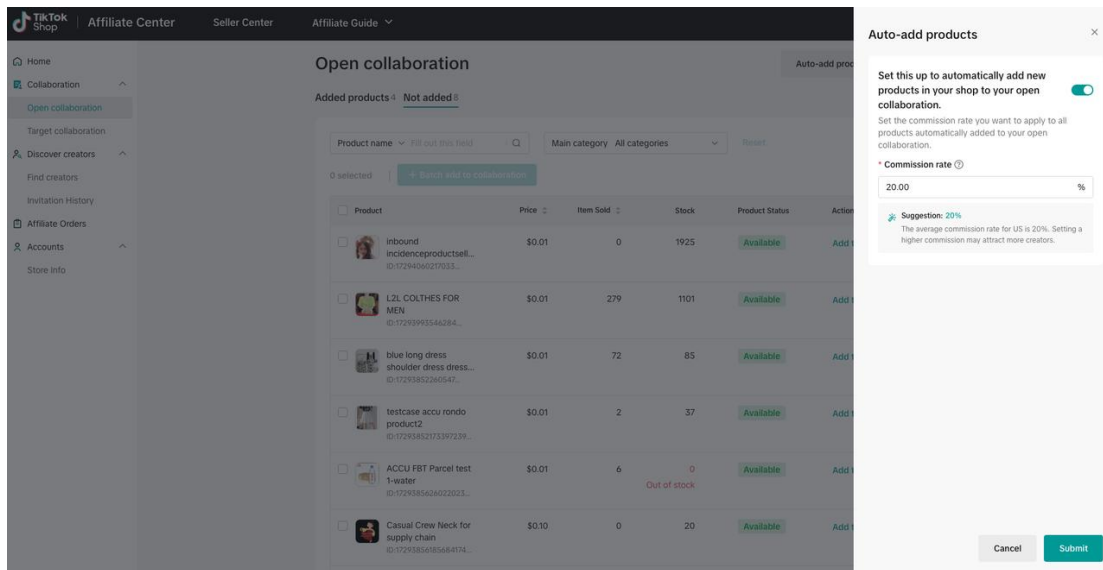 TikTok
Shop
Affiliate Center
Seller Center
Affiliate Guide
Home
Collaboration
Open collaboration
Target collaboration
Discover creators
Find creators
Invitation History
Affiliate Orders
Accounts
Store Info
Open collaboration
Auto-add
Added products 4 Not added 8
Product name Fill out this field
Main category All categories
Reset
0 selected
+ Batch add to collaboration
Product Price Item Sold Stock Product Status Action
inbound
incidenceproductsell...
ID:17294060217033...
$0.01 0 1925 Available Add
L2L COLTHES FOR
MEN
ID:17293993546284...
$0.01 279 1101 Available Add
blue long dress
shoulder dress dress...
ID:17293852260547...
$0.01 72 85 Available Add
testcase accu rondo
product2
ID:17293852173397239...
$0.01 2 37 Available Add
ACCU FBT Parcel test
1-water
ID:1729385626022023...
$0.01 6 0 Available Add
Out of stock
Casual Crew Neck for
supply chain
ID:17293856185684174...
$0.10 0 20 Available Add
Auto-add products
Set this up to automatically add new
products in your shop to your open
collaboration.
Set the commission rate you want to apply to all
products automatically added to your open
collaboration.
* Commission rate
20.00 %
Suggestion: 20%
The average commission rate for US is 20%. Setting a
higher commission may attract more creators.
Cancel
Submit